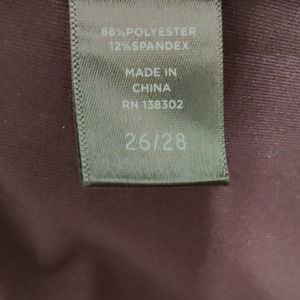 88%POLYESTER
12%SPANDEX
MADE IN
CHINA
RN 138302
26/28